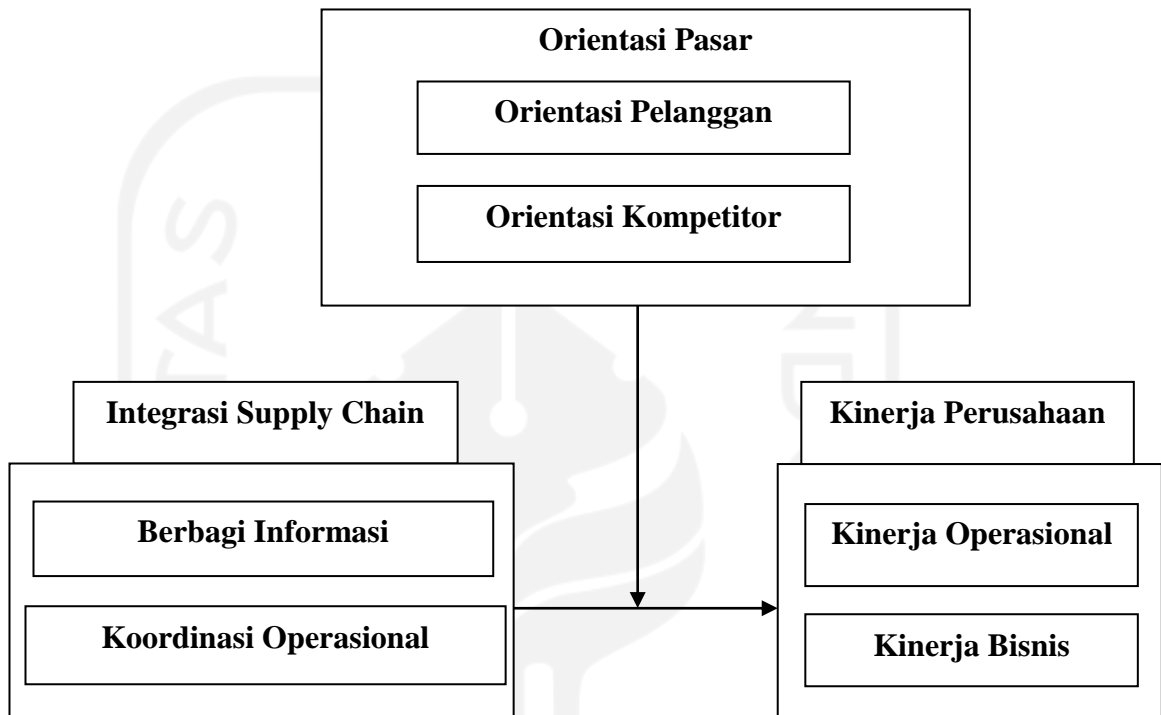 Orientasi Pasar
Orientasi Pelanggan
Orientasi Kompetitor
Integrasi Supply Chain
Berbagi Informasi
Koordinasi Operasional
Kinerja Perusahaan
Kinerja Operasional
Kinerja Bisnis